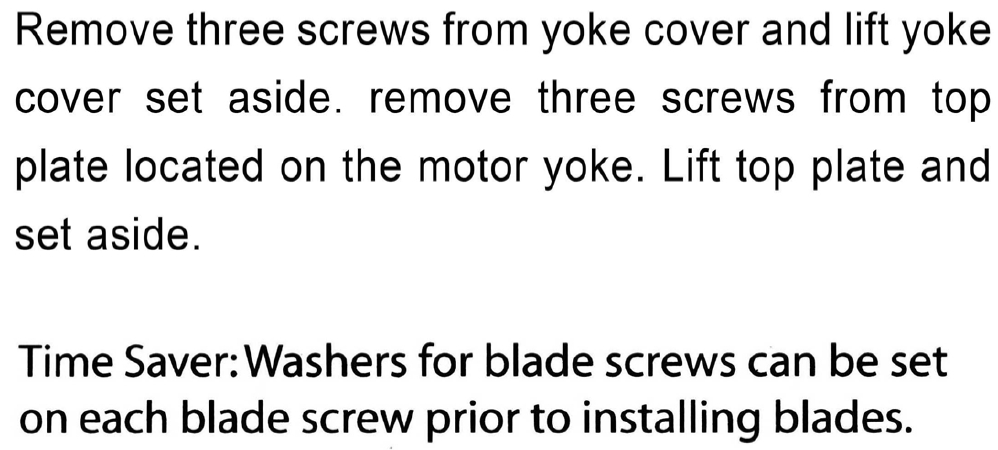 Remove three screws from yoke cover and lift yoke
cover set aside. remove three screws from top
plate located on the motor yoke. Lift top plate and
set aside.
Time Saver: Washers for blade screws can be set
on each blade screw prior to installing blades.